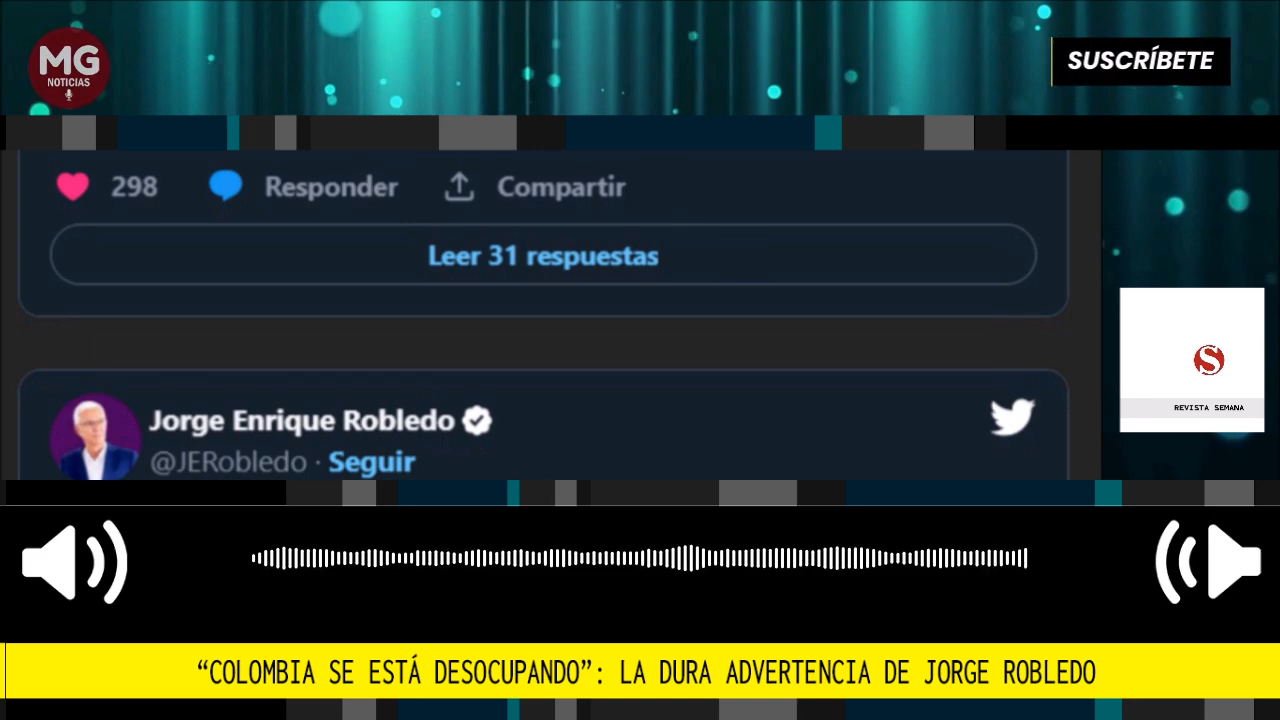 MG
NOTICIAS
SUSCRÍBETE
298 Responder Compartir
Leer 31 respuestas
Jorge Enrique Robledo
@JERobledo · Seguir
S
REVISTA SEMANA
“COLOMBIA SE ESTÁ DESOCUPANDO”: LA DURA ADVERTENCIA DE JORGE ROBLEDO